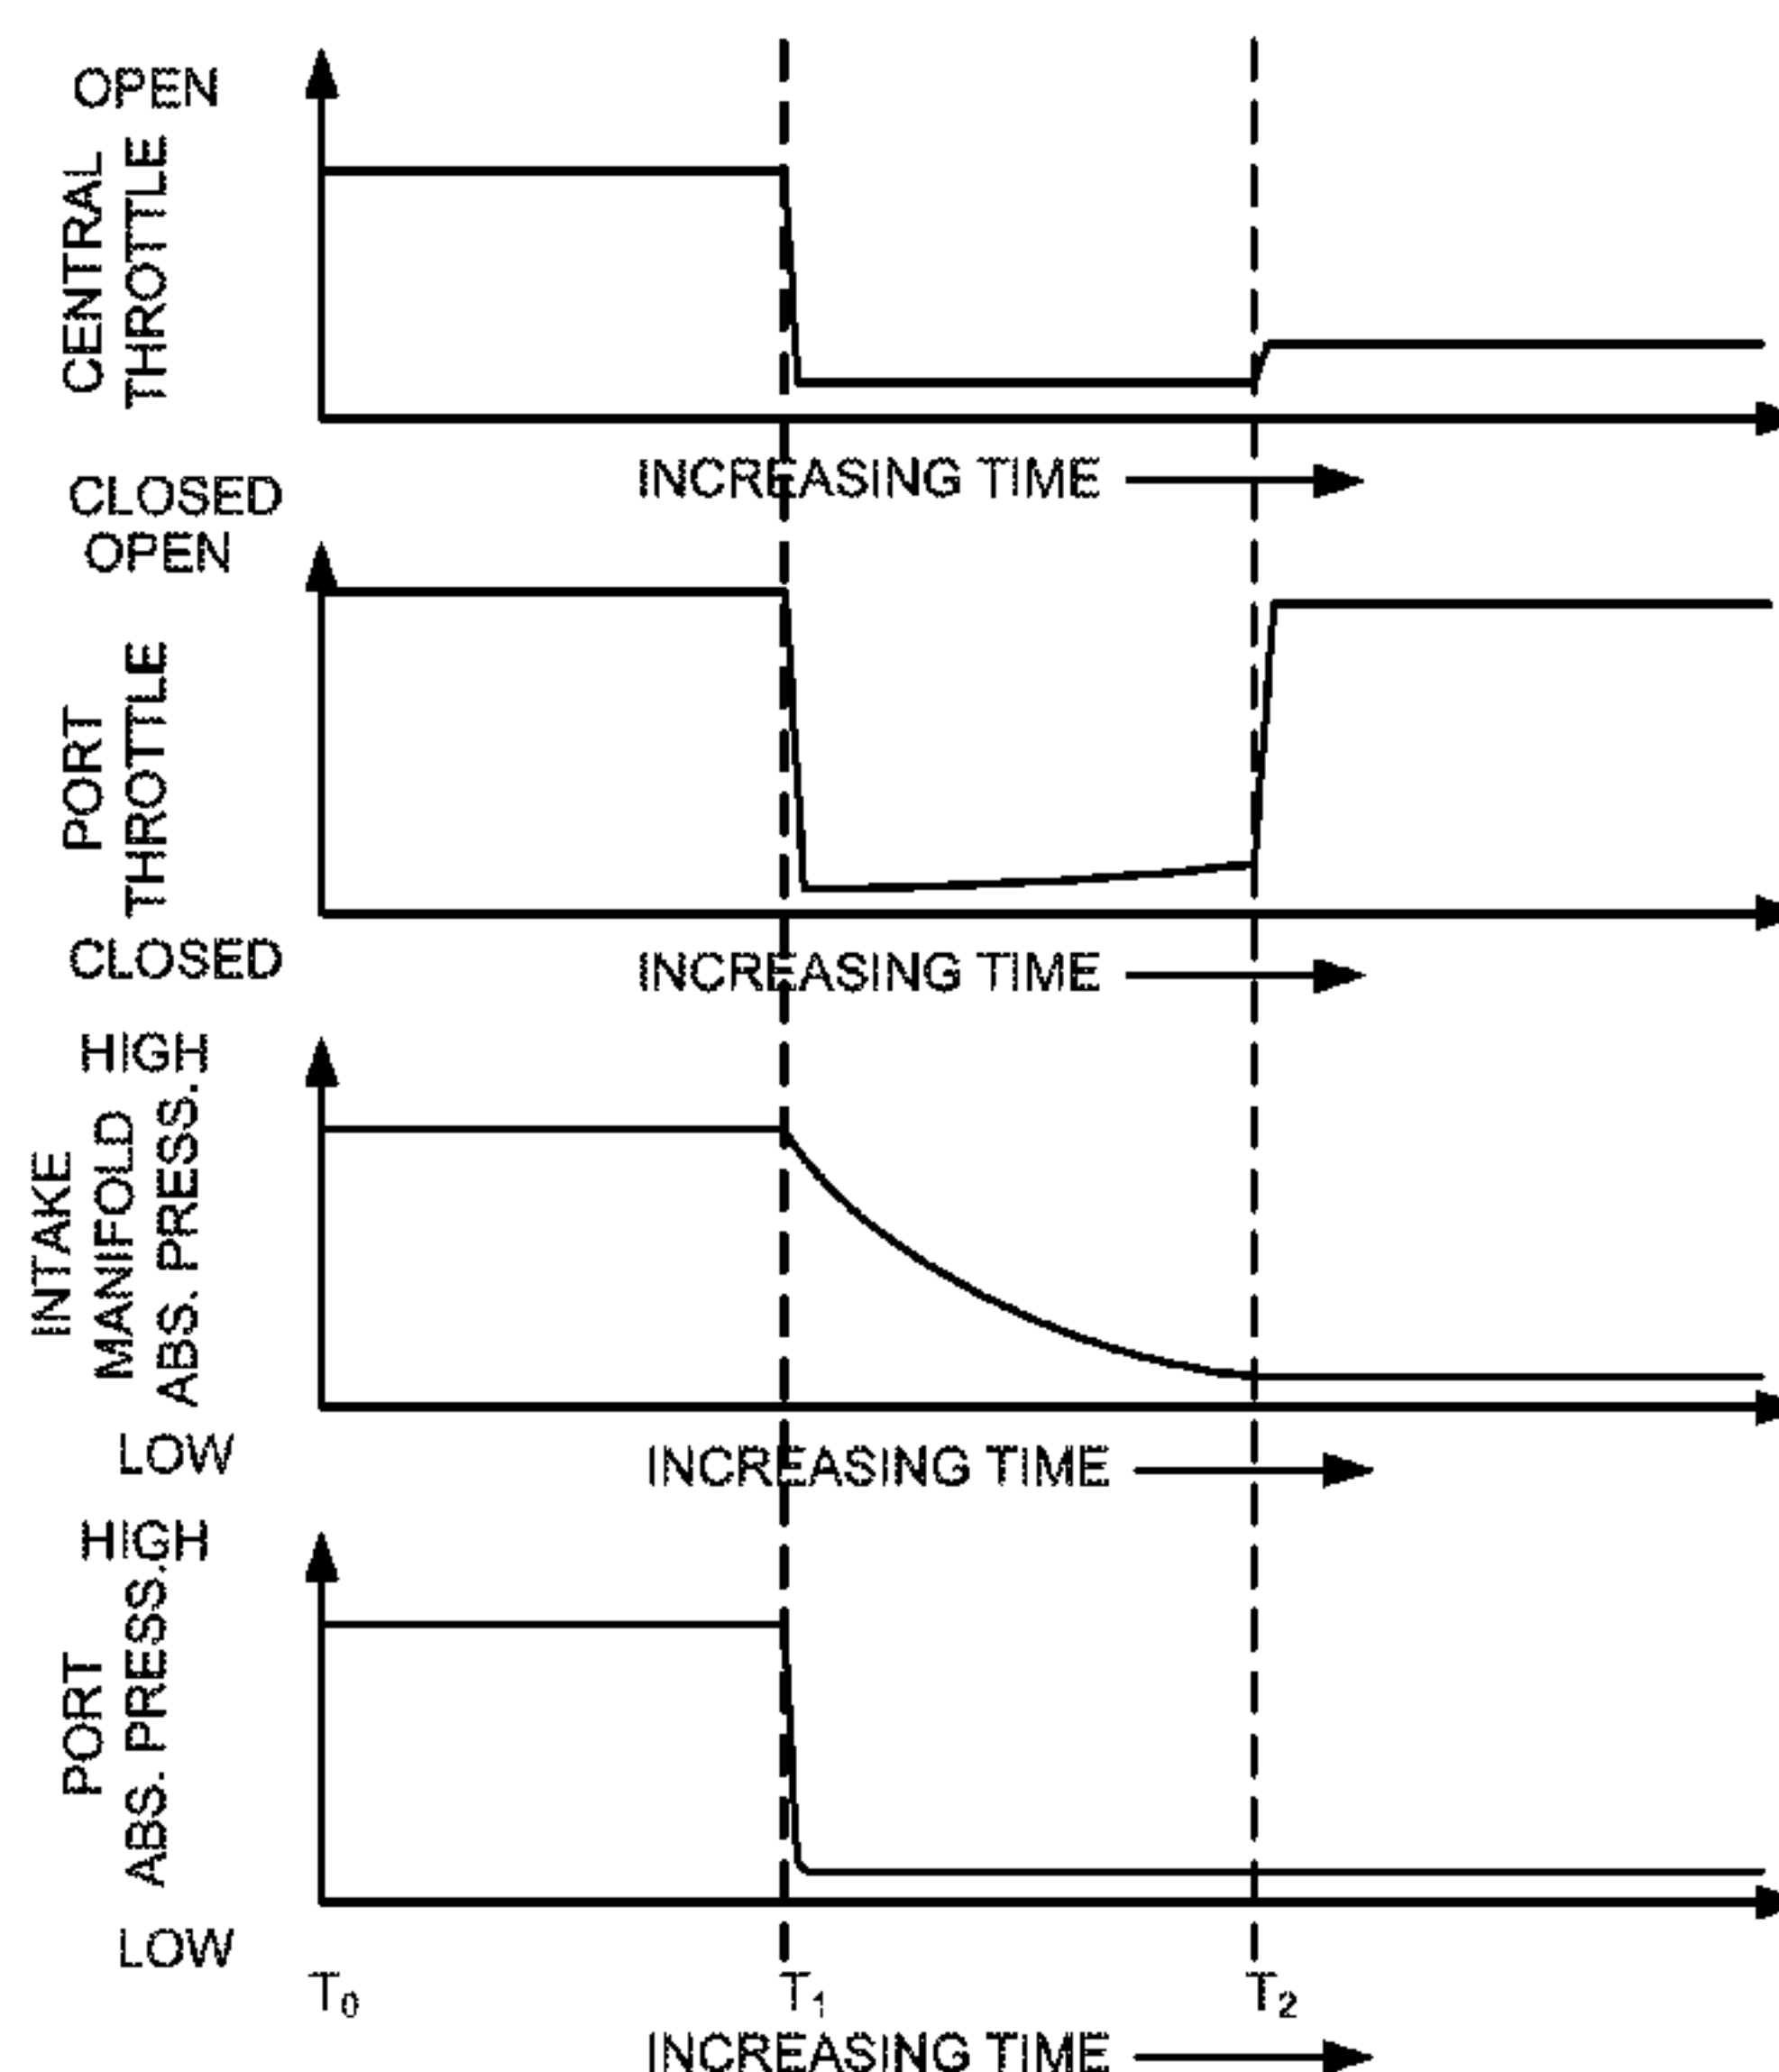 OPEN
CENTRAL
THROTTLE
CLOSED
INCREASING TIME
OPEN
PORT
THROTTLE
CLOSED
INCREASING TIME
HIGH
INTAKE
MANIFOLD
ABS. PRESS.
LOW
INCREASING TIME
HIGH
PORT
ABS. PRESS.
LOW
T₀ T₁ T₂
INCREASING TIME